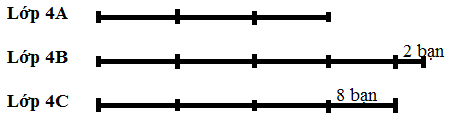 Lớp 4A
Lớp 4B
2 bạn
Lớp 4C
8 bạn